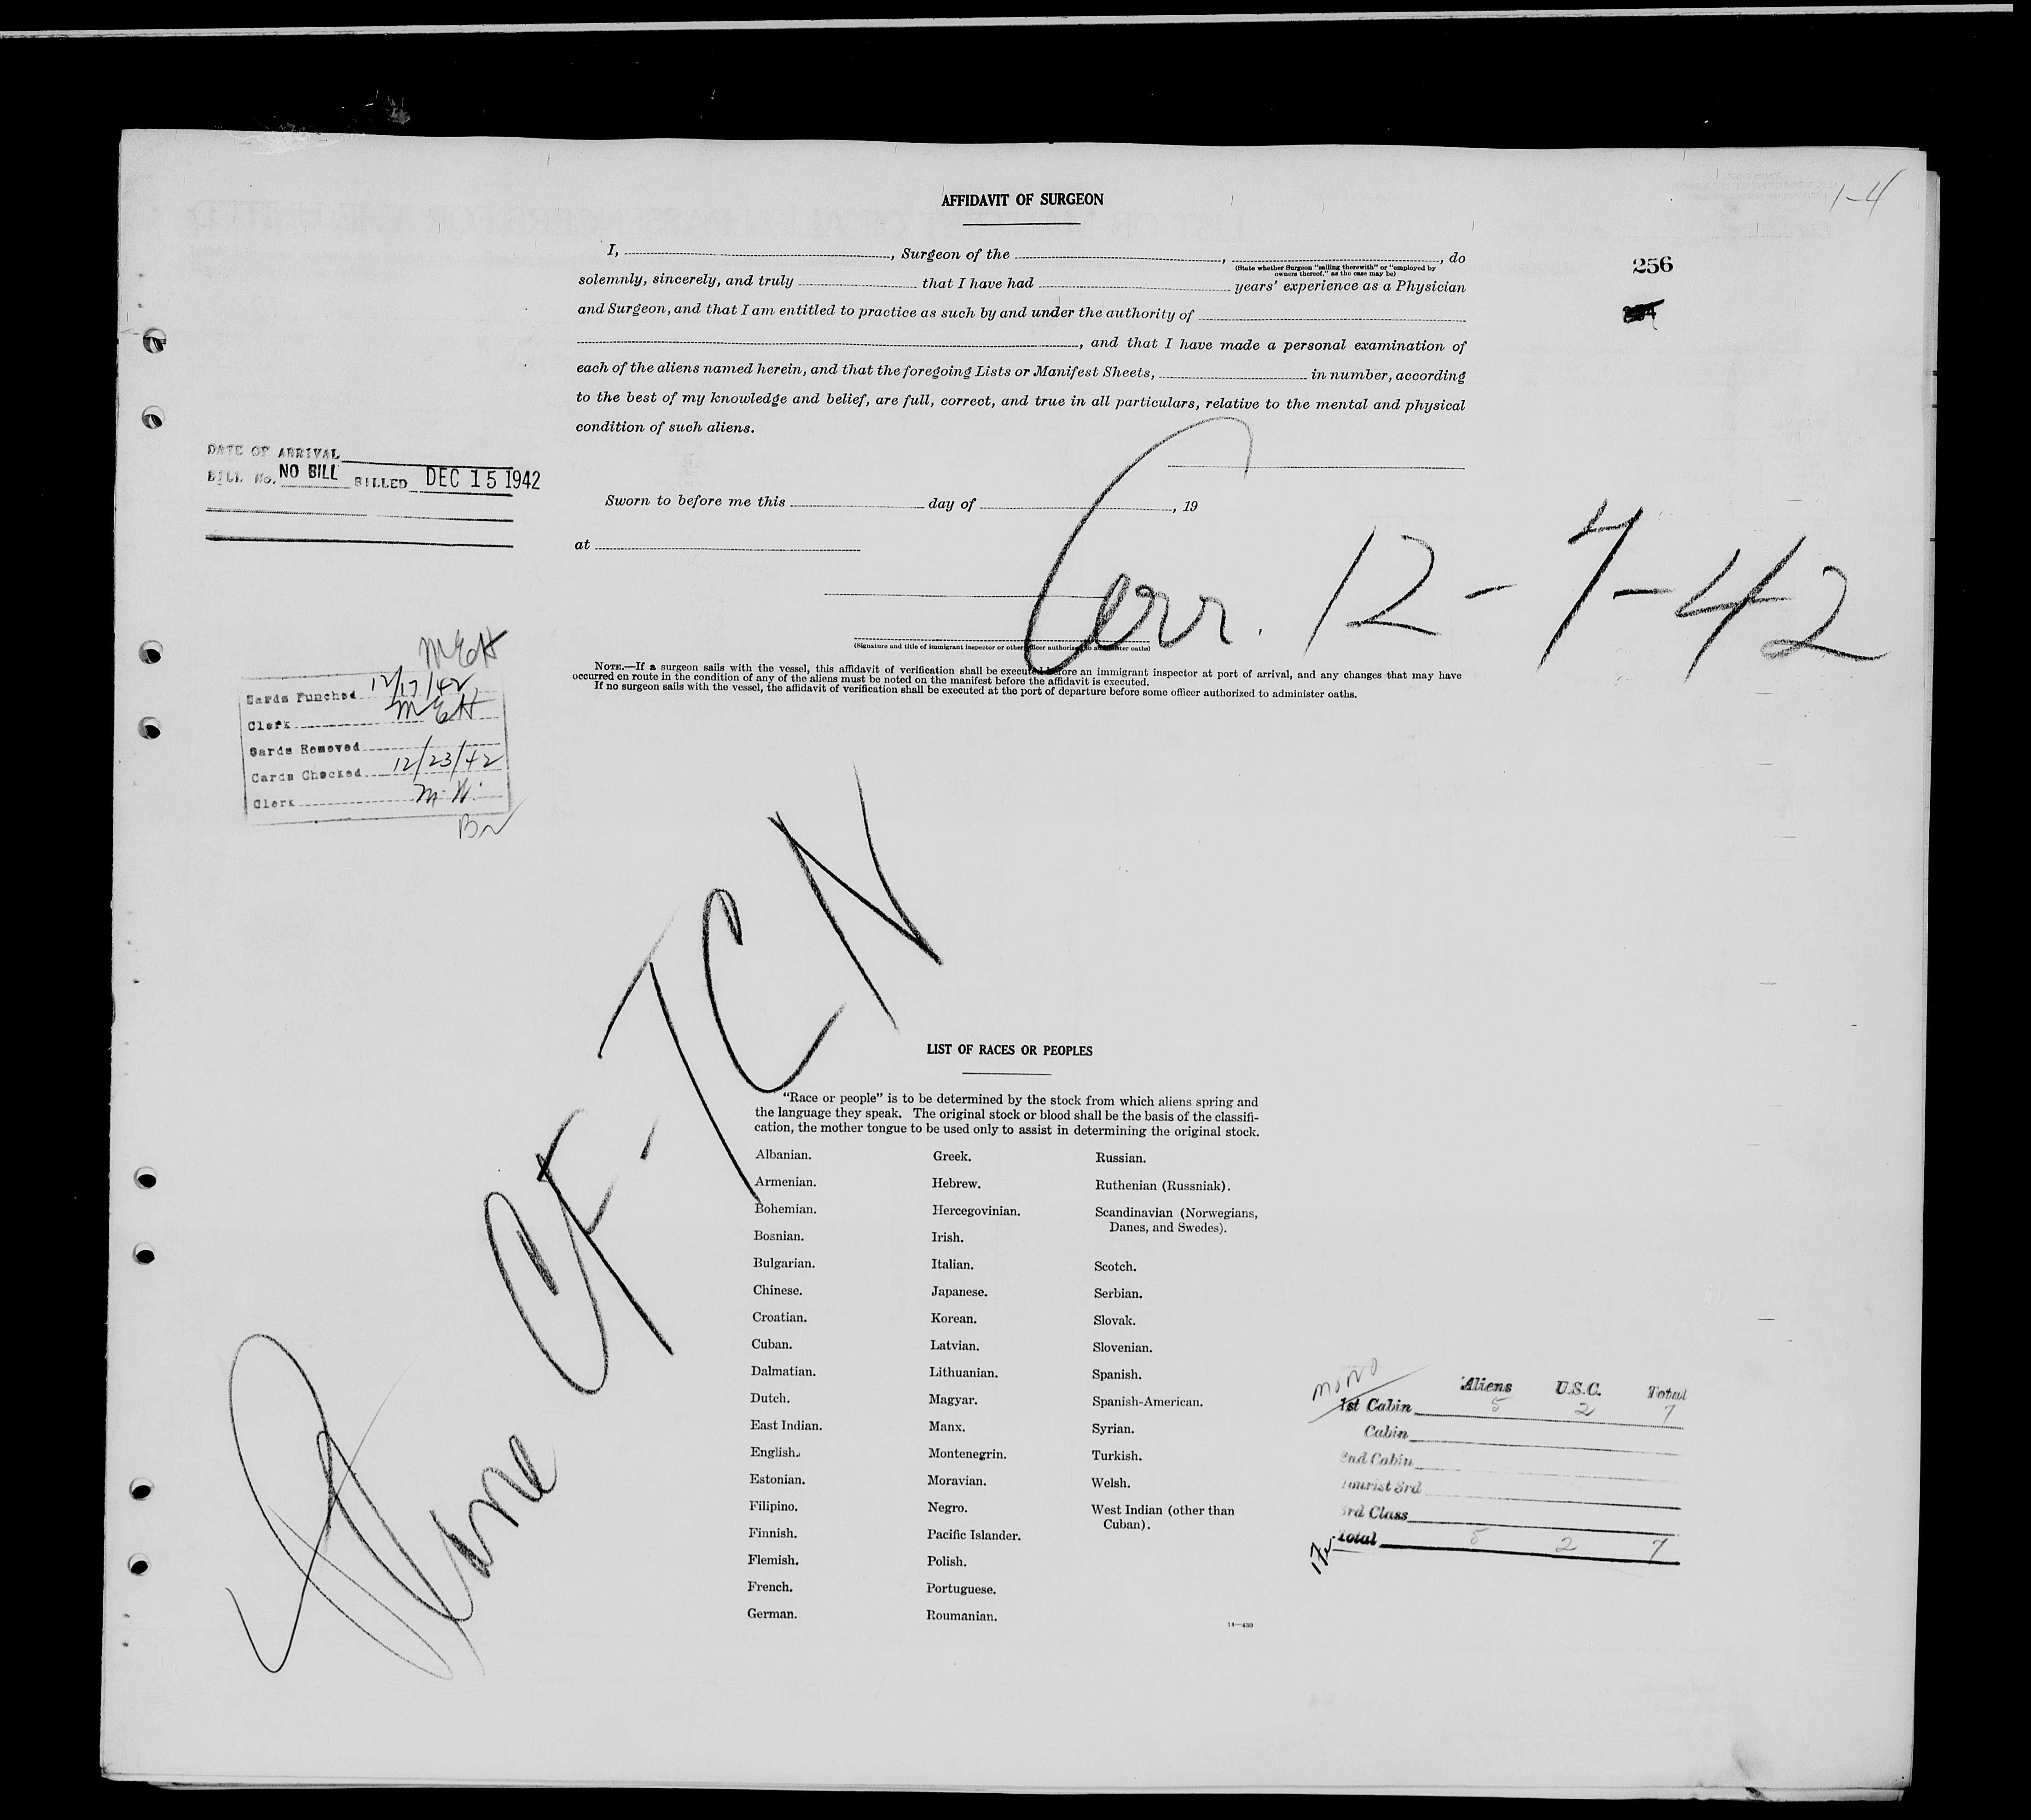 1-4
AFFIDAVIT OF SURGEON
256
I, , Surgeon of the , , do
(State whether Surgeon "sailing therewith" or "employed by
owners thereof," as the case may be)
solemnly, sincerely, and truly that I have had years' experience as a Physician
and Surgeon, and that I am entitled to practice as such by and under the authority of
, and that I have made a personal examination of
each of the aliens named herein, and that the foregoing Lists or Manifest Sheets, in number, according
to the best of my knowledge and belief, are full, correct, and true in all particulars, relative to the mental and physical
condition of such aliens.
DATE OF ARRIVAL
BILL No. NO BILL BILLED DEC 15 1942
Sworn to before me this day of , 19
at
12-7-42
(Signature and title of immigrant inspector or other officer authorized to administer oaths)
NOTE.—If a surgeon sails with the vessel, this affidavit of verification shall be executed before an immigrant inspector at port of arrival, and any changes that may have
occurred en route in the condition of any of the aliens must be noted on the manifest before the affidavit is executed.
If no surgeon sails with the vessel, the affidavit of verification shall be executed at the port of departure before some officer authorized to administer oaths.
MEH
Cards Punched 12/17/42
Clerk MEH
Cards Removed
Cards Checked 12/23/42
Clerk M.W.
Plane CF-TCN
LIST OF RACES OR PEOPLES
"Race or people" is to be determined by the stock from which aliens spring and
the language they speak. The original stock or blood shall be the basis of the classifi-
cation, the mother tongue to be used only to assist in determining the original stock.
Albanian.
Armenian.
Bohemian.
Bosnian.
Bulgarian.
Chinese.
Croatian.
Cuban.
Dalmatian.
Dutch.
East Indian.
English.
Estonian.
Filipino.
Finnish.
Flemish.
French.
German.
Greek.
Hebrew.
Hercegovinian.
Irish.
Italian.
Japanese.
Korean.
Latvian.
Lithuanian.
Magyar.
Manx.
Montenegrin.
Moravian.
Negro.
Pacific Islander.
Polish.
Portuguese.
Roumanian.
Russian.
Ruthenian (Russniak).
Scandinavian (Norwegians,
Danes, and Swedes).
Scotch.
Serbian.
Slovak.
Slovenian.
Spanish.
Spanish-American.
Syrian.
Turkish.
Welsh.
West Indian (other than
Cuban).
14—430
mono
Aliens U.S.C. Total
1st Cabin 5 2 7
Cabin
2nd Cabin
Tourist 3rd
3rd Class
Total 5 2 7